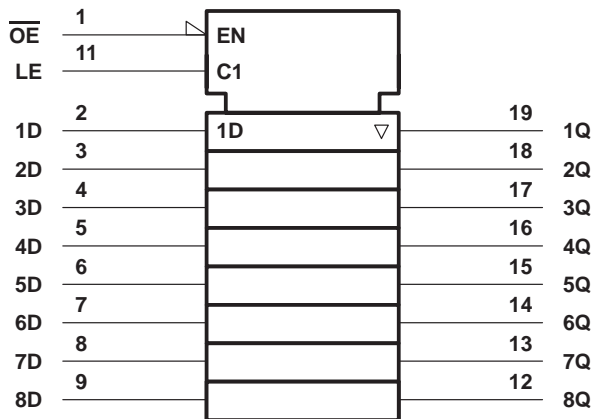 O̅E̅ 1 EN
LE 11 C1
1D 2 1D ▽ 19 1Q
2D 3 18 2Q
3D 4 17 3Q
4D 5 16 4Q
5D 6 15 5Q
6D 7 14 6Q
7D 8 13 7Q
8D 9 12 8Q